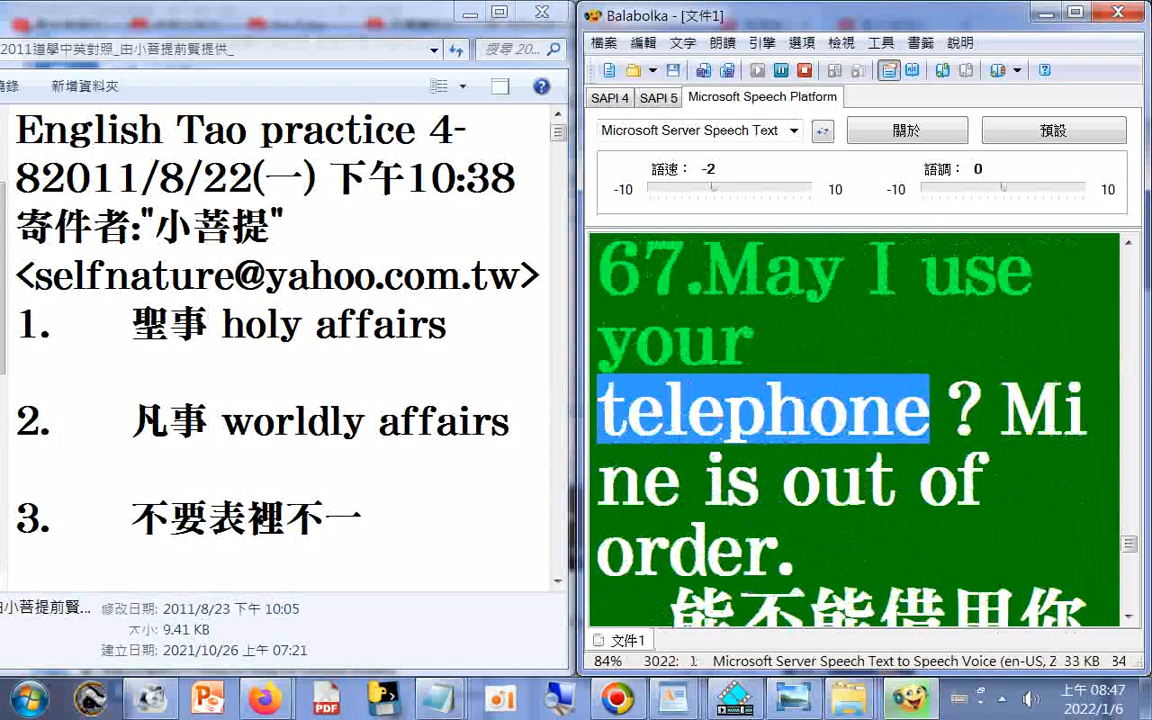 2011道學中英對照_由小菩提前賢提供_
搜尋 20...
新增資料夾
English Tao practice 4-
82011/8/22(一) 下午10:38
寄件者:"小菩提"
<selfnature@yahoo.com.tw>
1. 聖事 holy affairs
2. 凡事 worldly affairs
3. 不要表裡不一
由小菩提前賢... 修改日期: 2011/8/23 下午 10:05
大小: 9.41 KB
建立日期: 2021/10/26 上午 07:21
Balabolka - [文件1]
檔案 編輯 文字 朗讀 引擎 選項 檢視 工具 書籤 說明
SAPI 4 SAPI 5 Microsoft Speech Platform
Microsoft Server Speech Text 關於 預設
語速: -2 語調: 0
-10 10 -10 10
67.May I use
your
telephone？Mi
ne is out of
order.
能不能借用你
文件1
84% 3022: 1 Microsoft Server Speech Text to Speech Voice (en-US, Z 33 KB 34
PDF
上午 08:47
2022/1/6